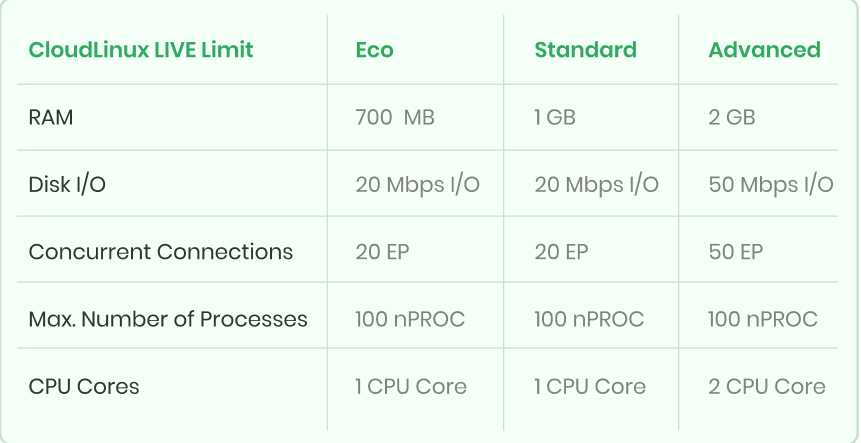 CloudLinux LIVE Limit Eco Standard Advanced
RAM 700 MB 1 GB 2 GB
Disk I/O 20 Mbps I/O 20 Mbps I/O 50 Mbps I/O
Concurrent Connections 20 EP 20 EP 50 EP
Max. Number of Processes 100 nPROC 100 nPROC 100 nPROC
CPU Cores 1 CPU Core 1 CPU Core 2 CPU Core